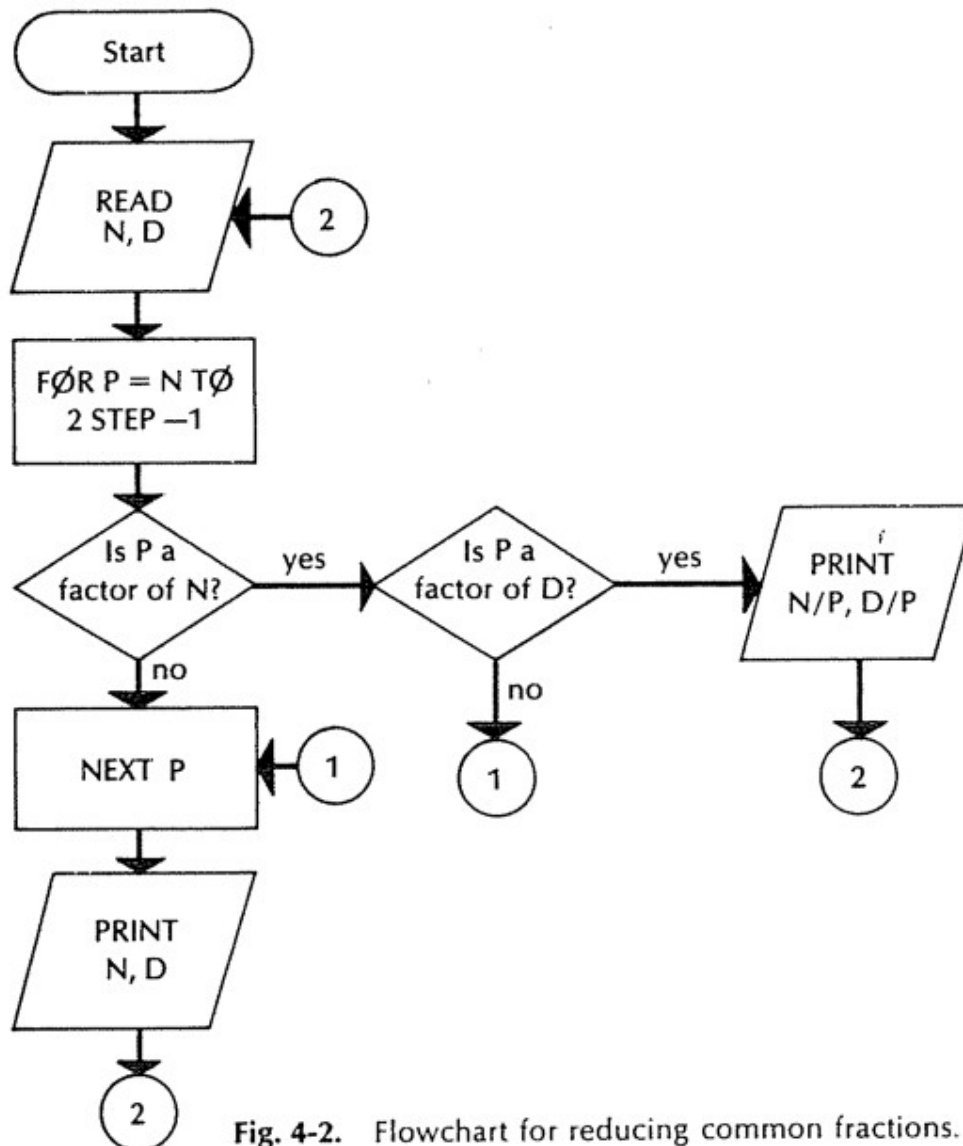 Start
READ
N, D
2
FØR P = N TØ
2 STEP —1
Is P a
factor of N?
yes
Is P a
factor of D?
yes
PRINT
N/P, D/P
no
no
NEXT P
1
1
2
PRINT
N, D
2
Fig. 4-2. Flowchart for reducing common fractions.